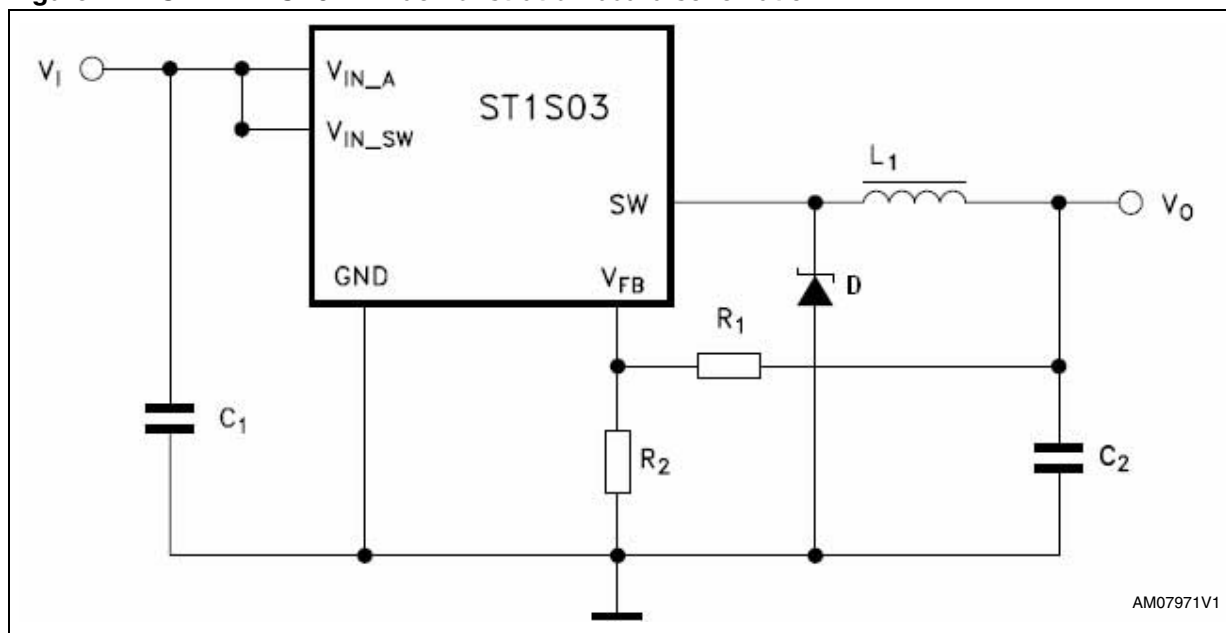 V_I
V_IN_A
V_IN_SW
ST1S03
L_1
SW
V_O
GND
V_FB
D
R_1
C_1
R_2
C_2
AM07971V1